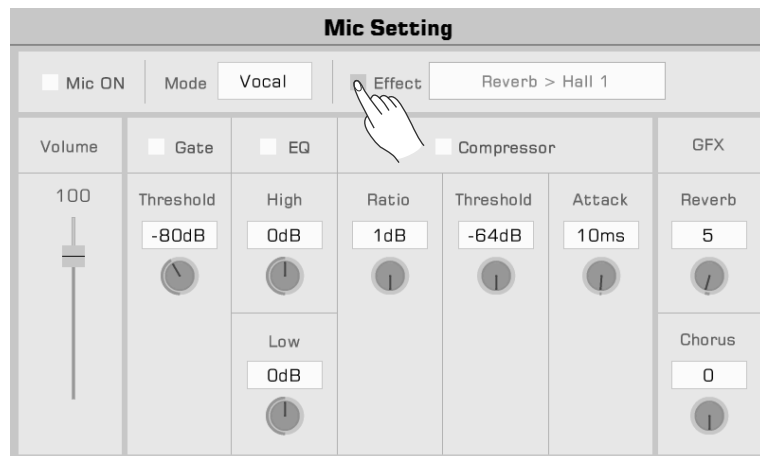 Mic Setting
Mic ON Mode Vocal Effect Reverb > Hall 1
Volume Gate EQ Compressor GFX
100 Threshold High Ratio Threshold Attack Reverb
-80dB 0dB 1dB -64dB 10ms 5
Low Chorus
0dB 0